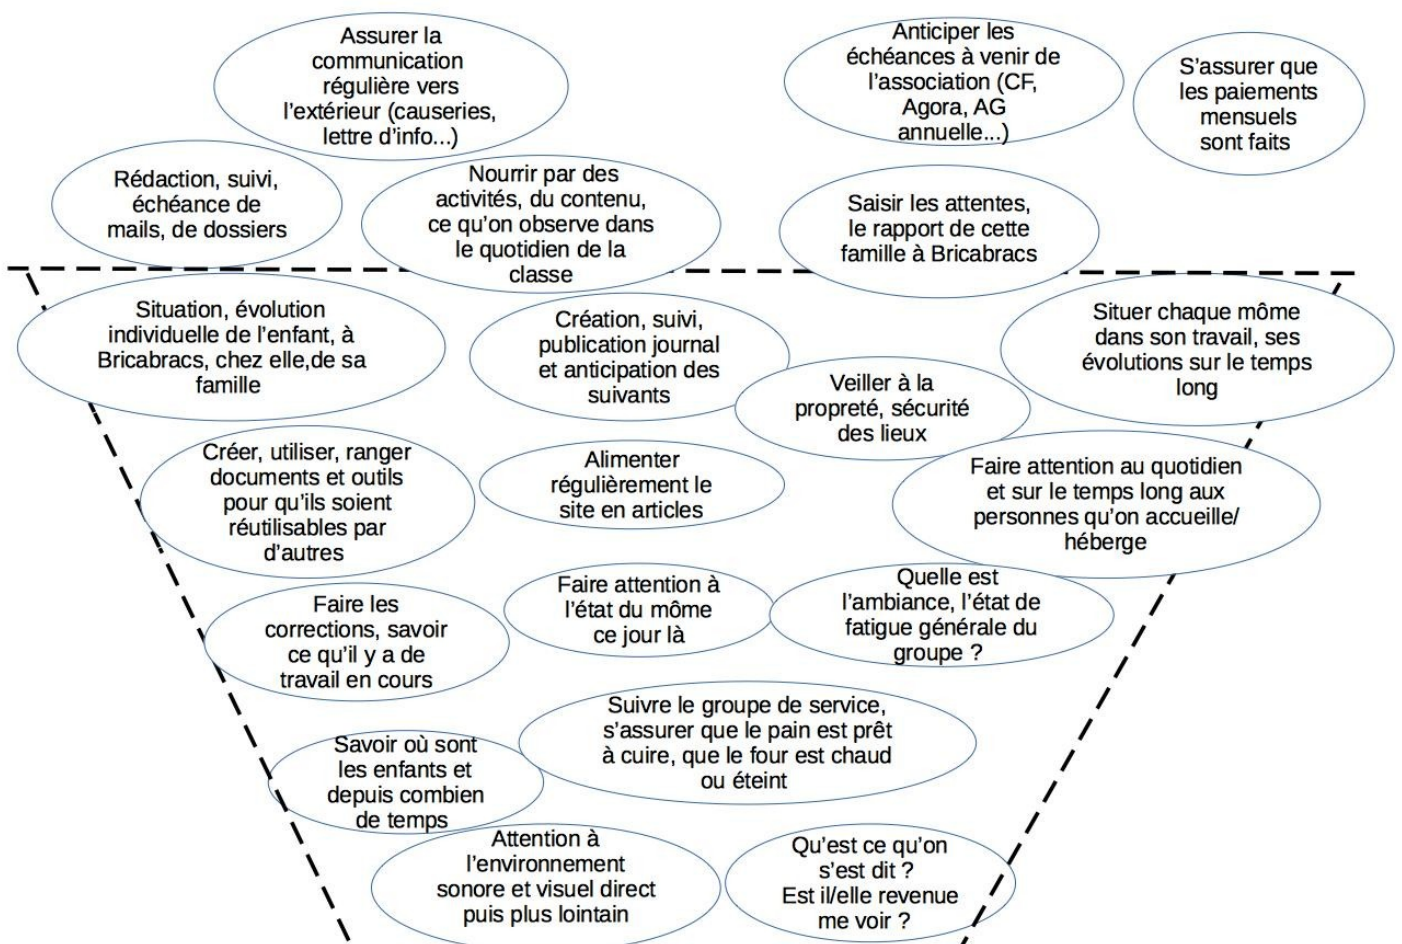 Assurer la
communication
régulière vers
l'extérieur (causeries,
lettre d'info...)
Anticiper les
échéances à venir de
l'association (CF,
Agora, AG
annuelle...)
S'assurer que
les paiements
mensuels
sont faits
Rédaction, suivi,
échéance de
mails, de dossiers
Nourrir par des
activités, du contenu,
ce qu'on observe dans
le quotidien de la
classe
Saisir les attentes,
le rapport de cette
famille à Bricabracs
Situation, évolution
individuelle de l'enfant, à
Bricabracs, chez elle,de sa
famille
Création, suivi,
publication journal
et anticipation des
suivants
Veiller à la
propreté, sécurité
des lieux
Situer chaque môme
dans son travail, ses
évolutions sur le temps
long
Créer, utiliser, ranger
documents et outils
pour qu'ils soient
réutilisables par
d'autres
Alimenter
régulièrement le
site en articles
Faire attention au quotidien
et sur le temps long aux
personnes qu'on accueille/
héberge
Faire les
corrections, savoir
ce qu'il y a de
travail en cours
Faire attention à
l'état du môme
ce jour là
Quelle est
l'ambiance, l'état de
fatigue générale du
groupe ?
Suivre le groupe de service,
s'assurer que le pain est prêt
à cuire, que le four est chaud
ou éteint
Savoir où sont
les enfants et
depuis combien
de temps
Attention à
l'environnement
sonore et visuel direct
puis plus lointain
Qu'est ce qu'on
s'est dit ?
Est il/elle revenue
me voir ?